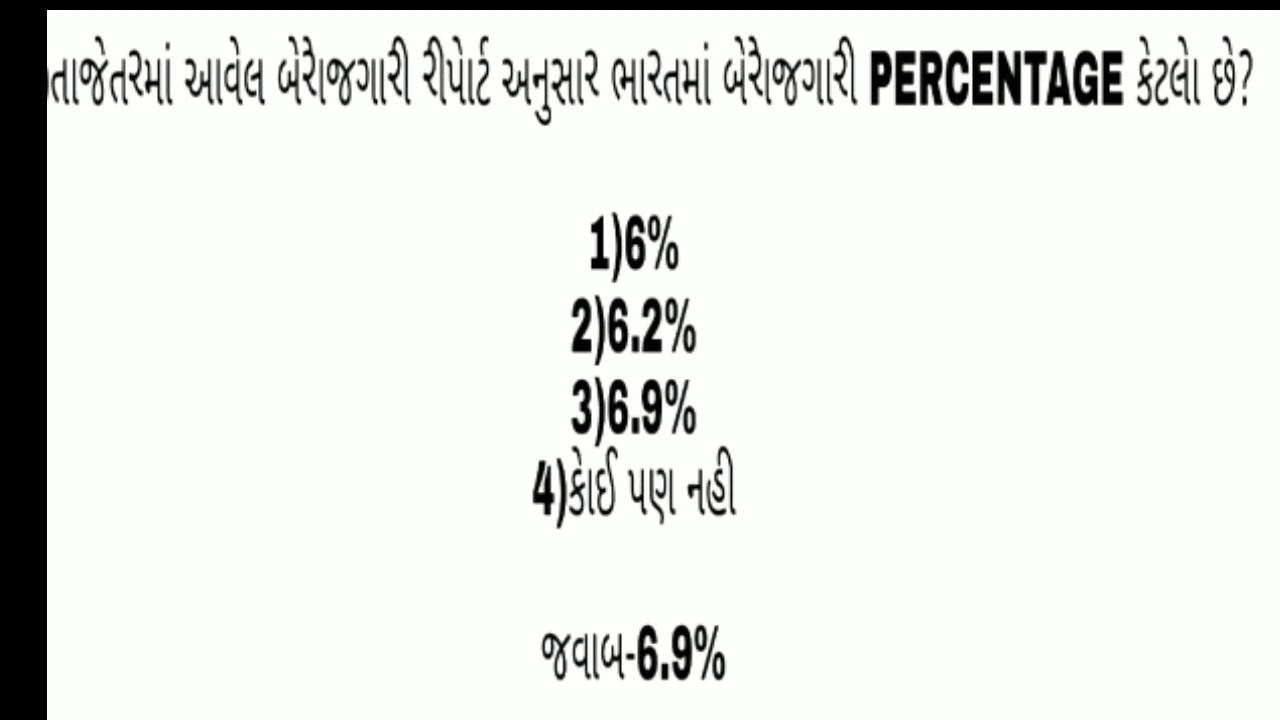 તાજેતરમાં આવેલ બેરોજગારી રીપોર્ટ અનુસાર ભારતમાં બેરોજગારી PERCENTAGE કેટલો છે?
1)6%
2)6.2%
3)6.9%
4)કોઈ પણ નહી
જવાબ-6.9%